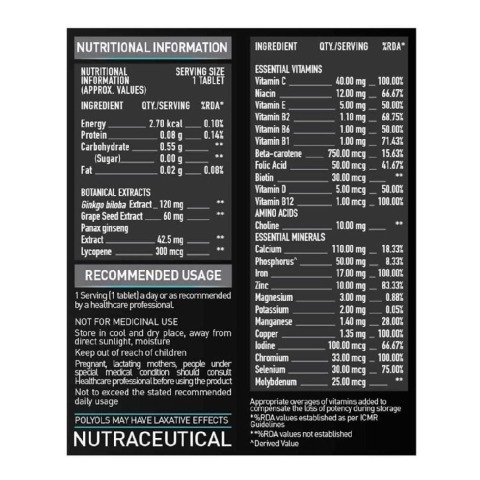 NUTRITIONAL INFORMATION
NUTRITIONAL SERVING SIZE
INFORMATION 1 TABLET
(APPROX. VALUES)
INGREDIENT QTY./SERVING %RDA*
Energy 2.70 kcal 0.10%
Protein 0.08 g 0.14%
Carbohydrate 0.55 g **
(Sugar) 0.00 g **
Fat 0.02 g 0.08%
BOTANICAL EXTRACTS
Ginkgo biloba Extract 120 mg **
Grape Seed Extract 60 mg **
Panax ginseng
Extract 42.5 mg **
Lycopene 300 mcg **
RECOMMENDED USAGE
1 Serving (1 tablet) a day or as recommended
by a healthcare professional.
NOT FOR MEDICINAL USE
Store in cool and dry place, away from
direct sunlight, moisture
Keep out of reach of children
Pregnant, lactating mothers, people under
special medical condition should consult
Healthcare professional before using the product
Not to exceed the stated recommended
daily usage
POLYOLS MAY HAVE LAXATIVE EFFECTS
NUTRACEUTICAL
INGREDIENT QTY./SERVING %RDA*
ESSENTIAL VITAMINS
Vitamin C 40.00 mg 100.00%
Niacin 12.00 mg 66.67%
Vitamin E 5.00 mg 50.00%
Vitamin B2 1.10 mg 68.75%
Vitamin B6 1.00 mg 50.00%
Vitamin B1 1.00 mg 71.43%
Beta-carotene 750.00 mcg 15.63%
Folic Acid 50.00 mcg 41.67%
Biotin 30.00 mcg **
Vitamin D 5.00 mcg 50.00%
Vitamin B12 1.00 mcg 100.00%
AMINO ACIDS
Choline 10.00 mg **
ESSENTIAL MINERALS
Calcium 110.00 mg 18.33%
Phosphorus^ 50.00 mg 8.33%
Iron 17.00 mg 100.00%
Zinc 10.00 mg 83.33%
Magnesium 3.00 mg 0.88%
Potassium 2.00 mg 0.05%
Manganese 1.40 mg 28.00%
Copper 1.35 mg 100.00%
Iodine 100.00 mcg 66.67%
Chromium 33.00 mcg 100.00%
Selenium 30.00 mcg 75.00%
Molybdenum 25.00 mcg **
Appropriate overages of vitamins added to
compensate the loss of potency during storage
*%RDA values established as per ICMR
Guidelines
**%RDA values not established
^Derived Value